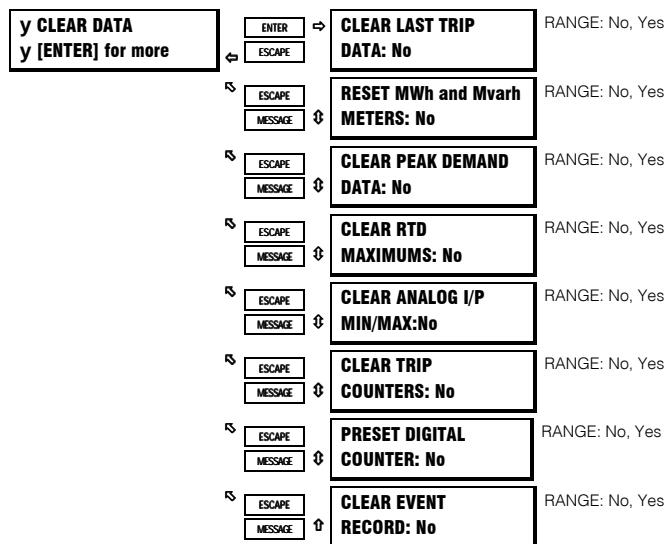 y CLEAR DATA
y [ENTER] for more
ENTER
ESCAPE
CLEAR LAST TRIP
DATA: No
RANGE: No, Yes
ESCAPE
MESSAGE
RESET MWh and Mvarh
METERS: No
RANGE: No, Yes
ESCAPE
MESSAGE
CLEAR PEAK DEMAND
DATA: No
RANGE: No, Yes
ESCAPE
MESSAGE
CLEAR RTD
MAXIMUMS: No
RANGE: No, Yes
ESCAPE
MESSAGE
CLEAR ANALOG I/P
MIN/MAX:No
RANGE: No, Yes
ESCAPE
MESSAGE
CLEAR TRIP
COUNTERS: No
RANGE: No, Yes
ESCAPE
MESSAGE
PRESET DIGITAL
COUNTER: No
RANGE: No, Yes
ESCAPE
MESSAGE
CLEAR EVENT
RECORD: No
RANGE: No, Yes